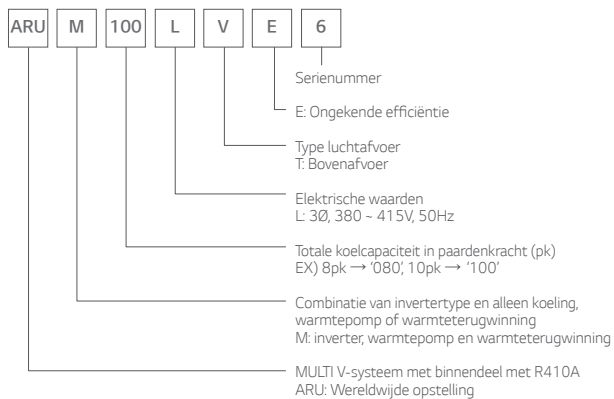 ARU M 100 L V E 6
Serienummer
E: Ongekende efficiëntie
Type luchtafvoer
T: Bovenafvoer
Elektrische waarden
L: 3Ø, 380 ~ 415V, 50Hz
Totale koelcapaciteit in paardenkracht (pk)
EX) 8pk → ‘080’, 10pk → ‘100’
Combinatie van invertertype en alleen koeling,
warmtepomp of warmteterugwinning
M: inverter, warmtepomp en warmteterugwinning
MULTI V-systeem met binnendeel met R410A
ARU: Wereldwijde opstelling